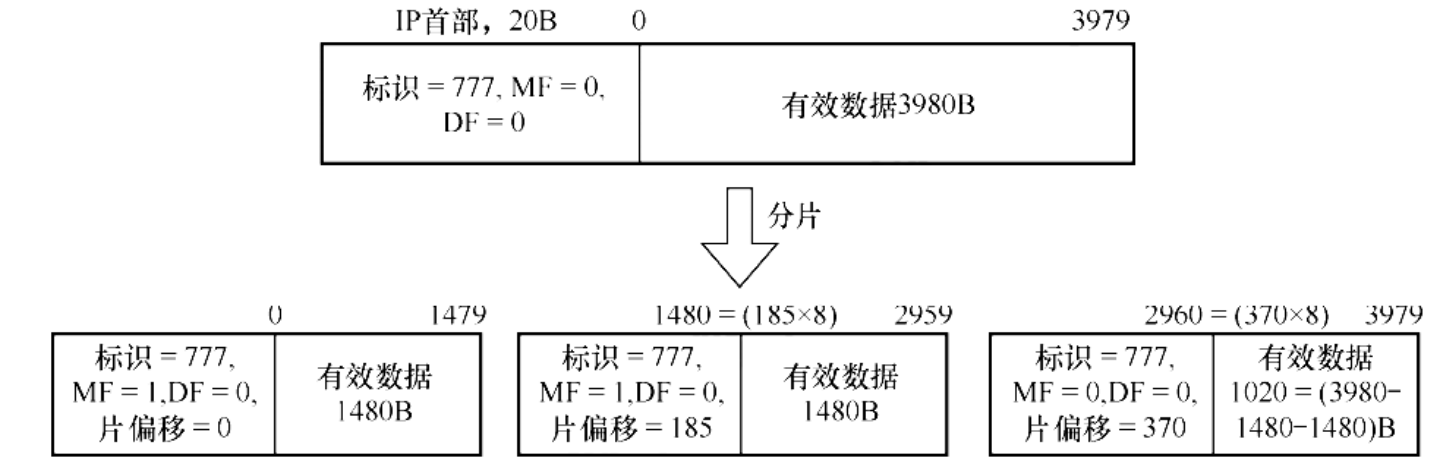 IP首部，20B 0 3979
标识 = 777, MF = 0,
DF = 0
有效数据3980B
分片
0 1479
1480 = (185×8) 2959
2960 = (370×8) 3979
标识 = 777,
MF = 1,DF = 0,
片偏移 = 0
有效数据
1480B
标识 = 777,
MF = 1,DF = 0,
片偏移 = 185
有效数据
1480B
标识 = 777,
MF = 0,DF = 0,
片偏移 = 370
有效数据
1020 = (3980-
1480-1480)B